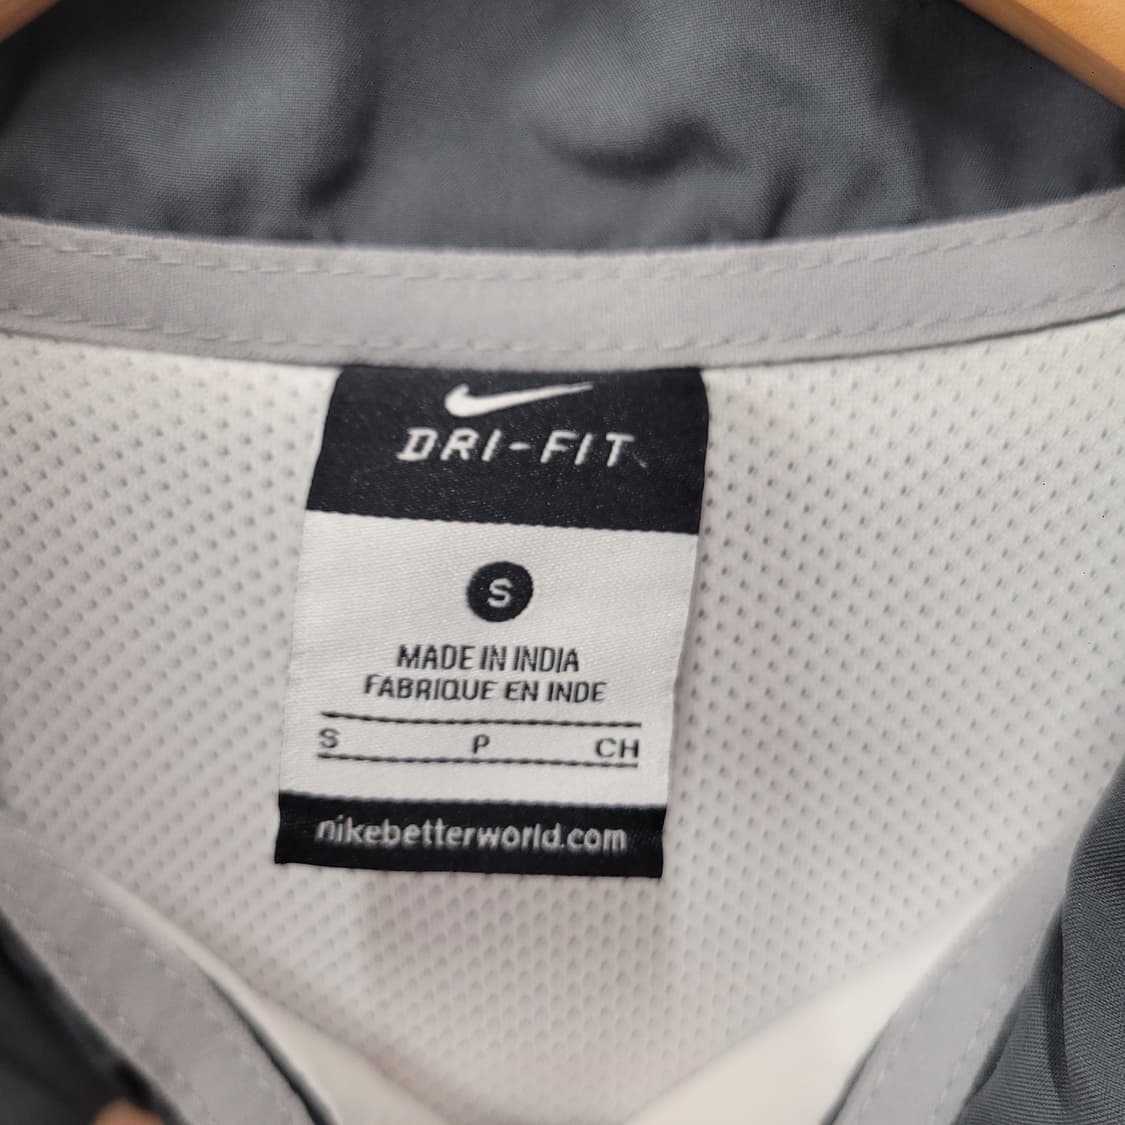 DRI-FIT
S
MADE IN INDIA
FABRIQUE EN INDE
S P CH
nikebetterworld.com